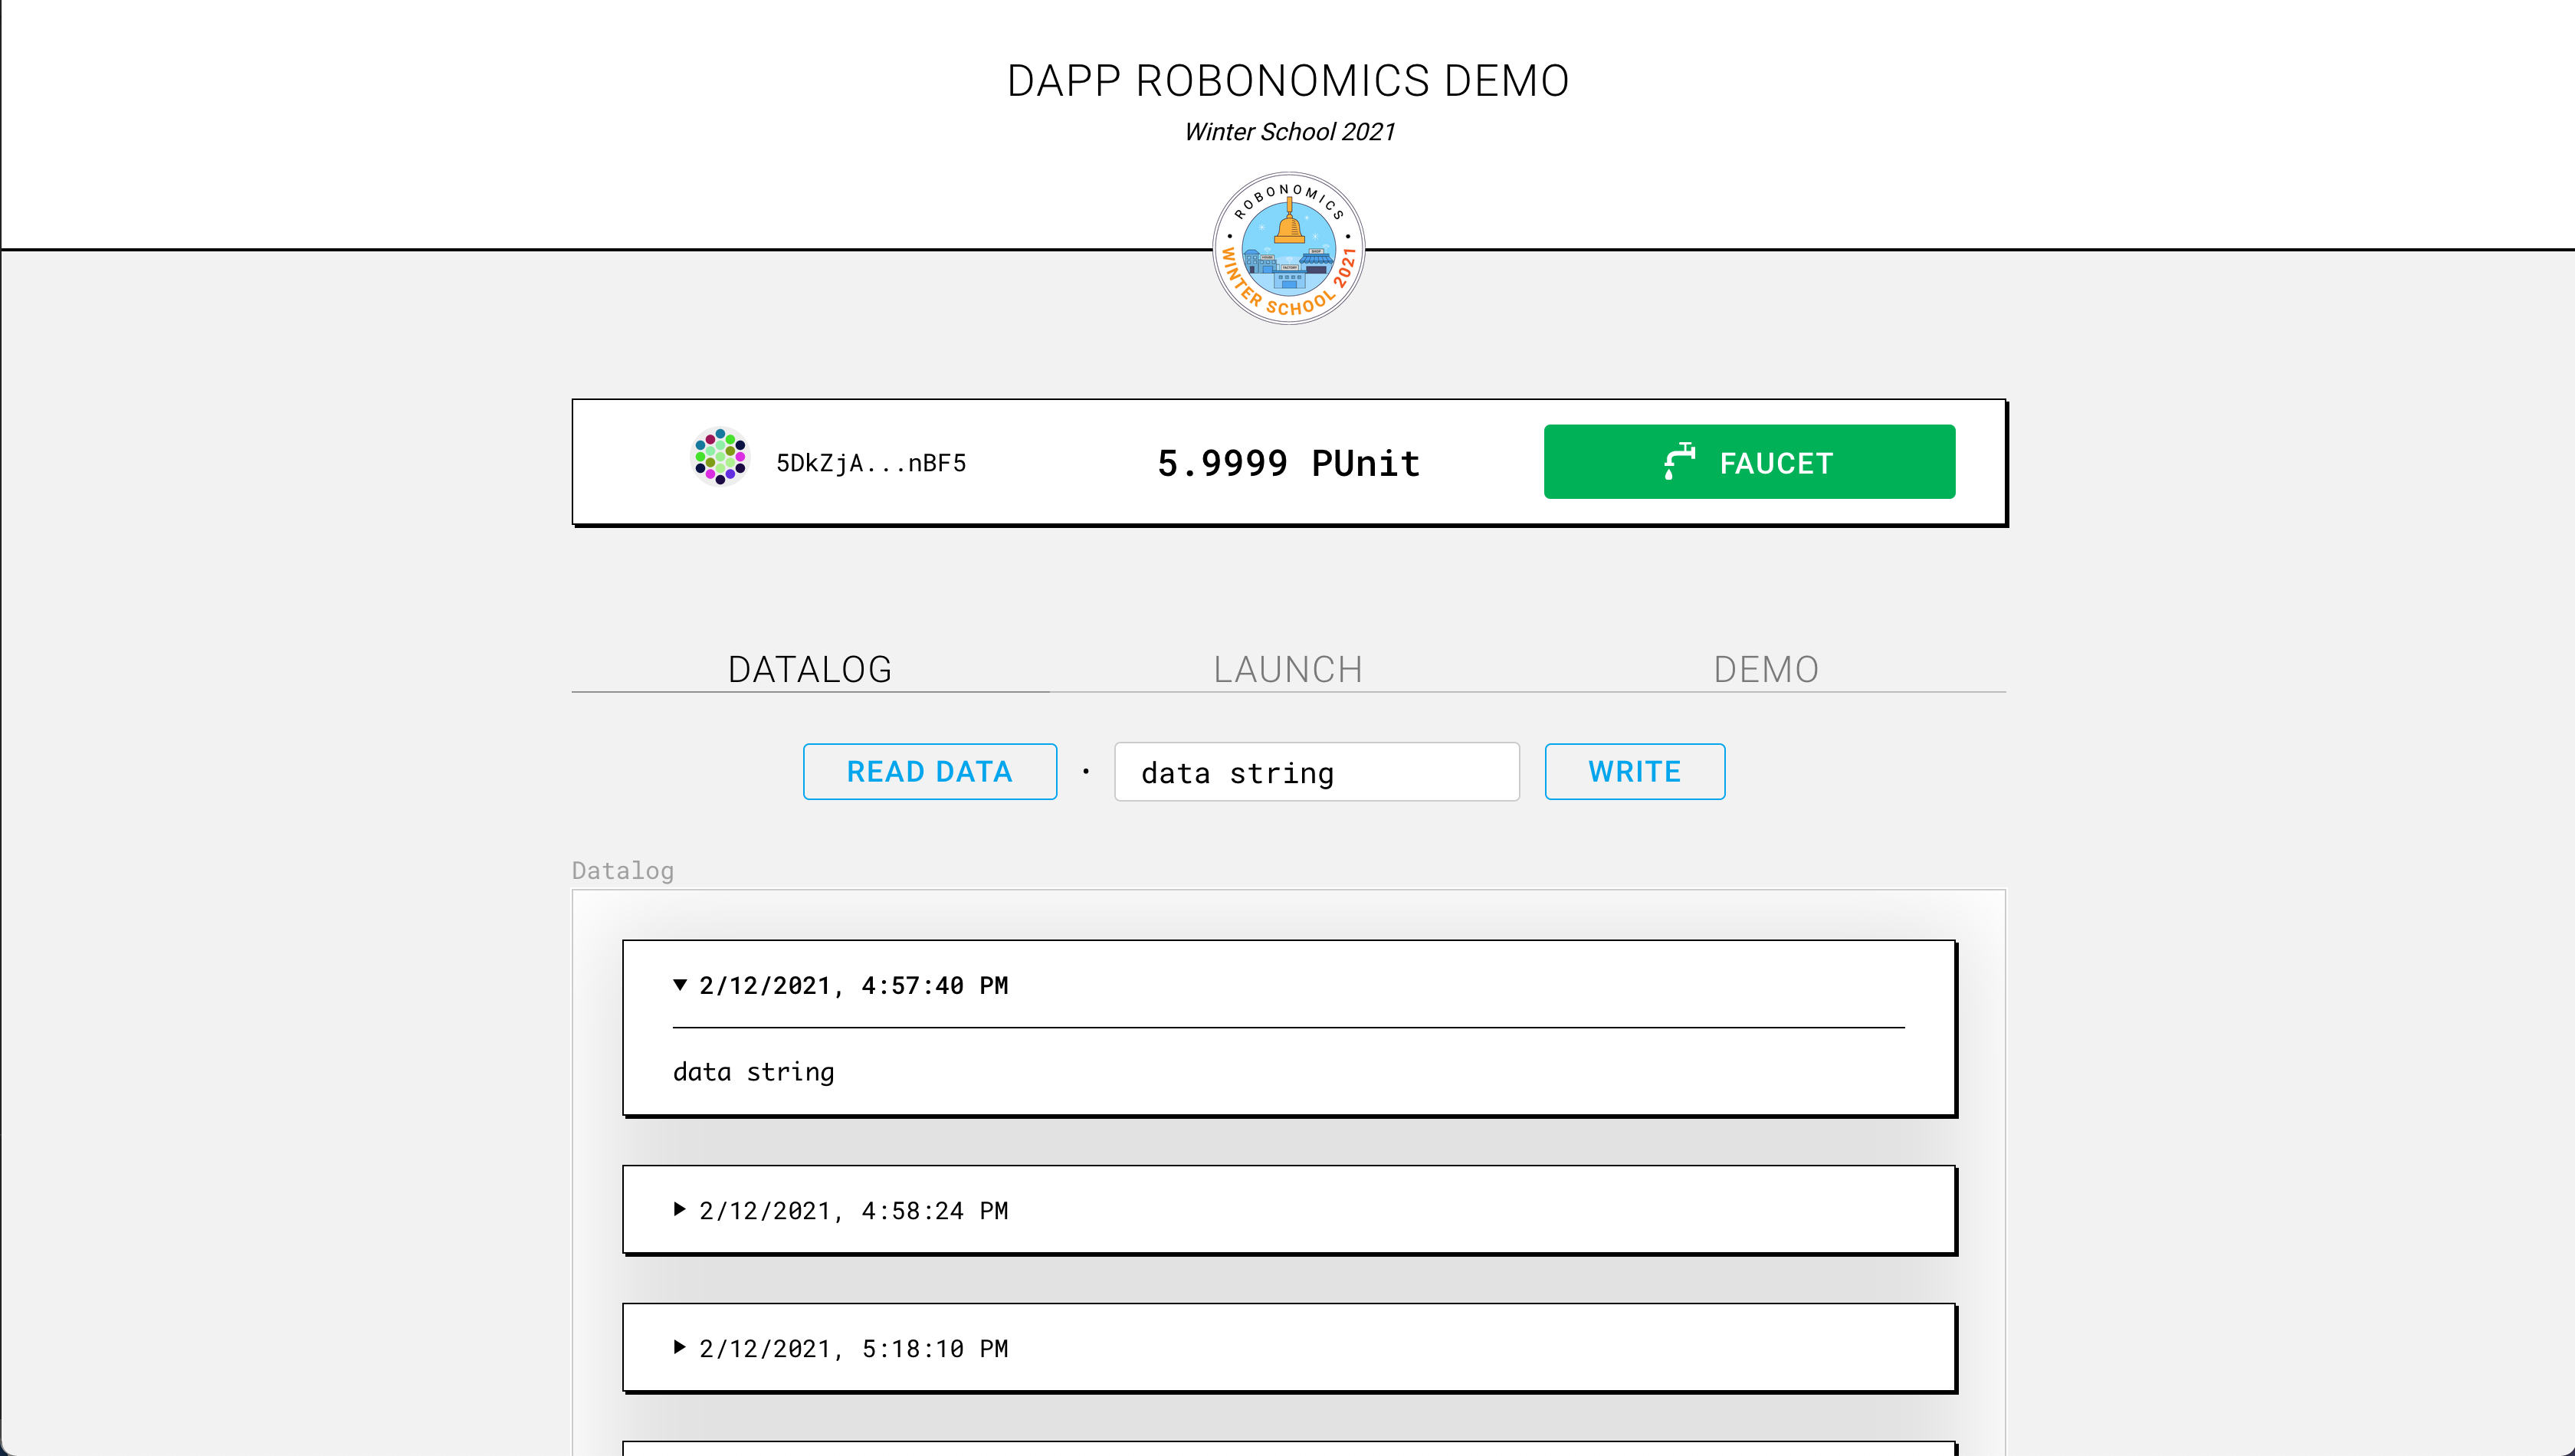 DAPP ROBONOMICS DEMO
Winter School 2021
ROBONOMICS
WINTER SCHOOL 2021
5DkZjA...nBF5
5.9999 PUnit
FAUCET
DATALOG
LAUNCH
DEMO
READ DATA
·
data string
WRITE
Datalog
▼ 2/12/2021, 4:57:40 PM
data string
▶ 2/12/2021, 4:58:24 PM
▶ 2/12/2021, 5:18:10 PM